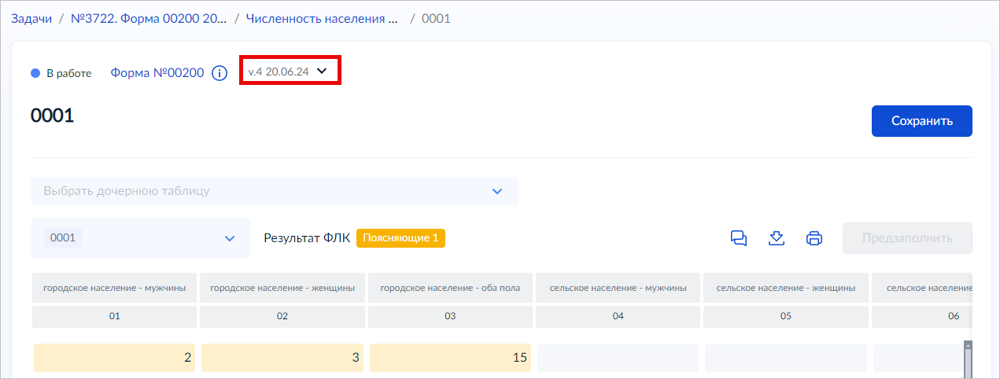 Задачи / №3722. Форма 00200 20... / Численность населения ... / 0001
В работе Форма №00200 v.4 20.06.24
0001
Сохранить
Выбрать дочернюю таблицу
0001 Результат ФЛК Поясняющие 1 Предзаполнить
городское население - мужчины городское население - женщины городское население - оба пола сельское население - мужчины сельское население - женщины сельское население
01 02 03 04 05 06
2 3 15